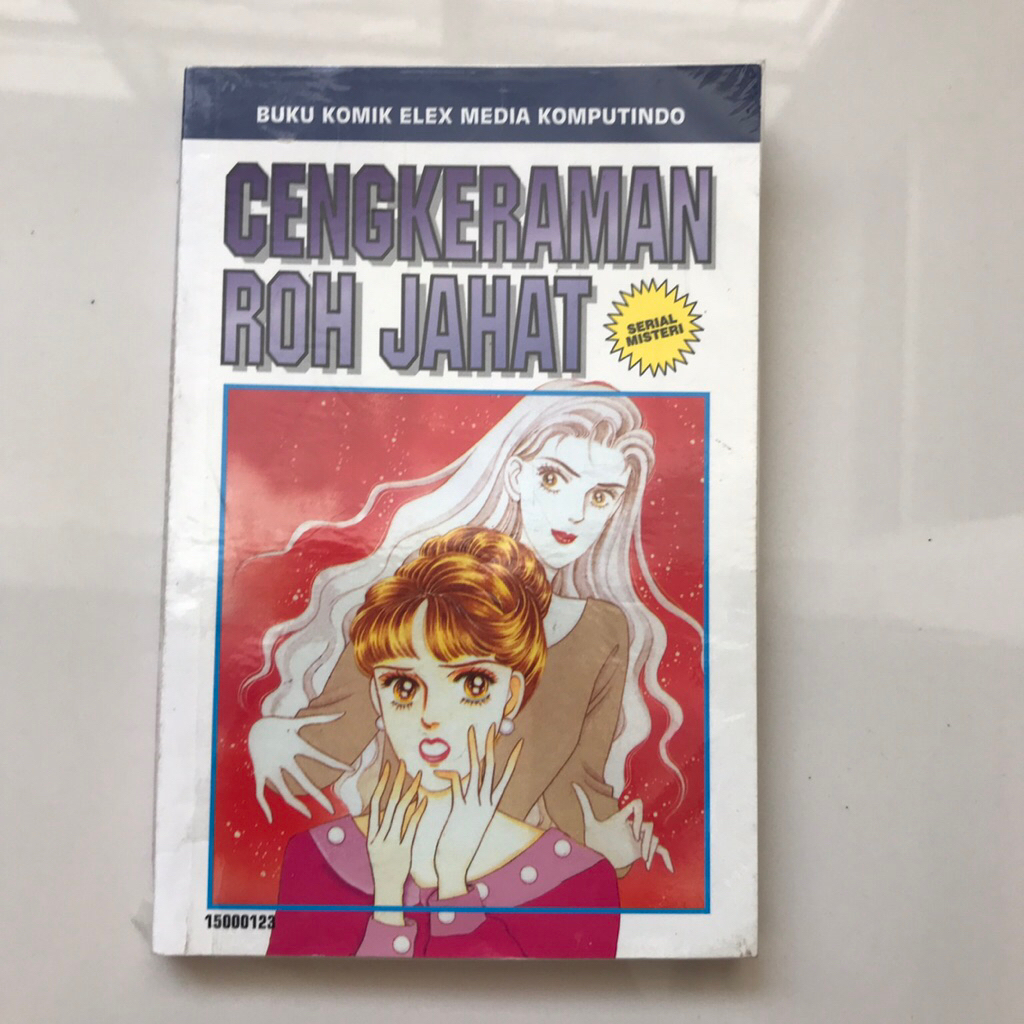 BUKU KOMIK ELEX MEDIA KOMPUTINDO
CENGKERAMAN
ROH JAHAT
SERIAL
MISTERI
15000123